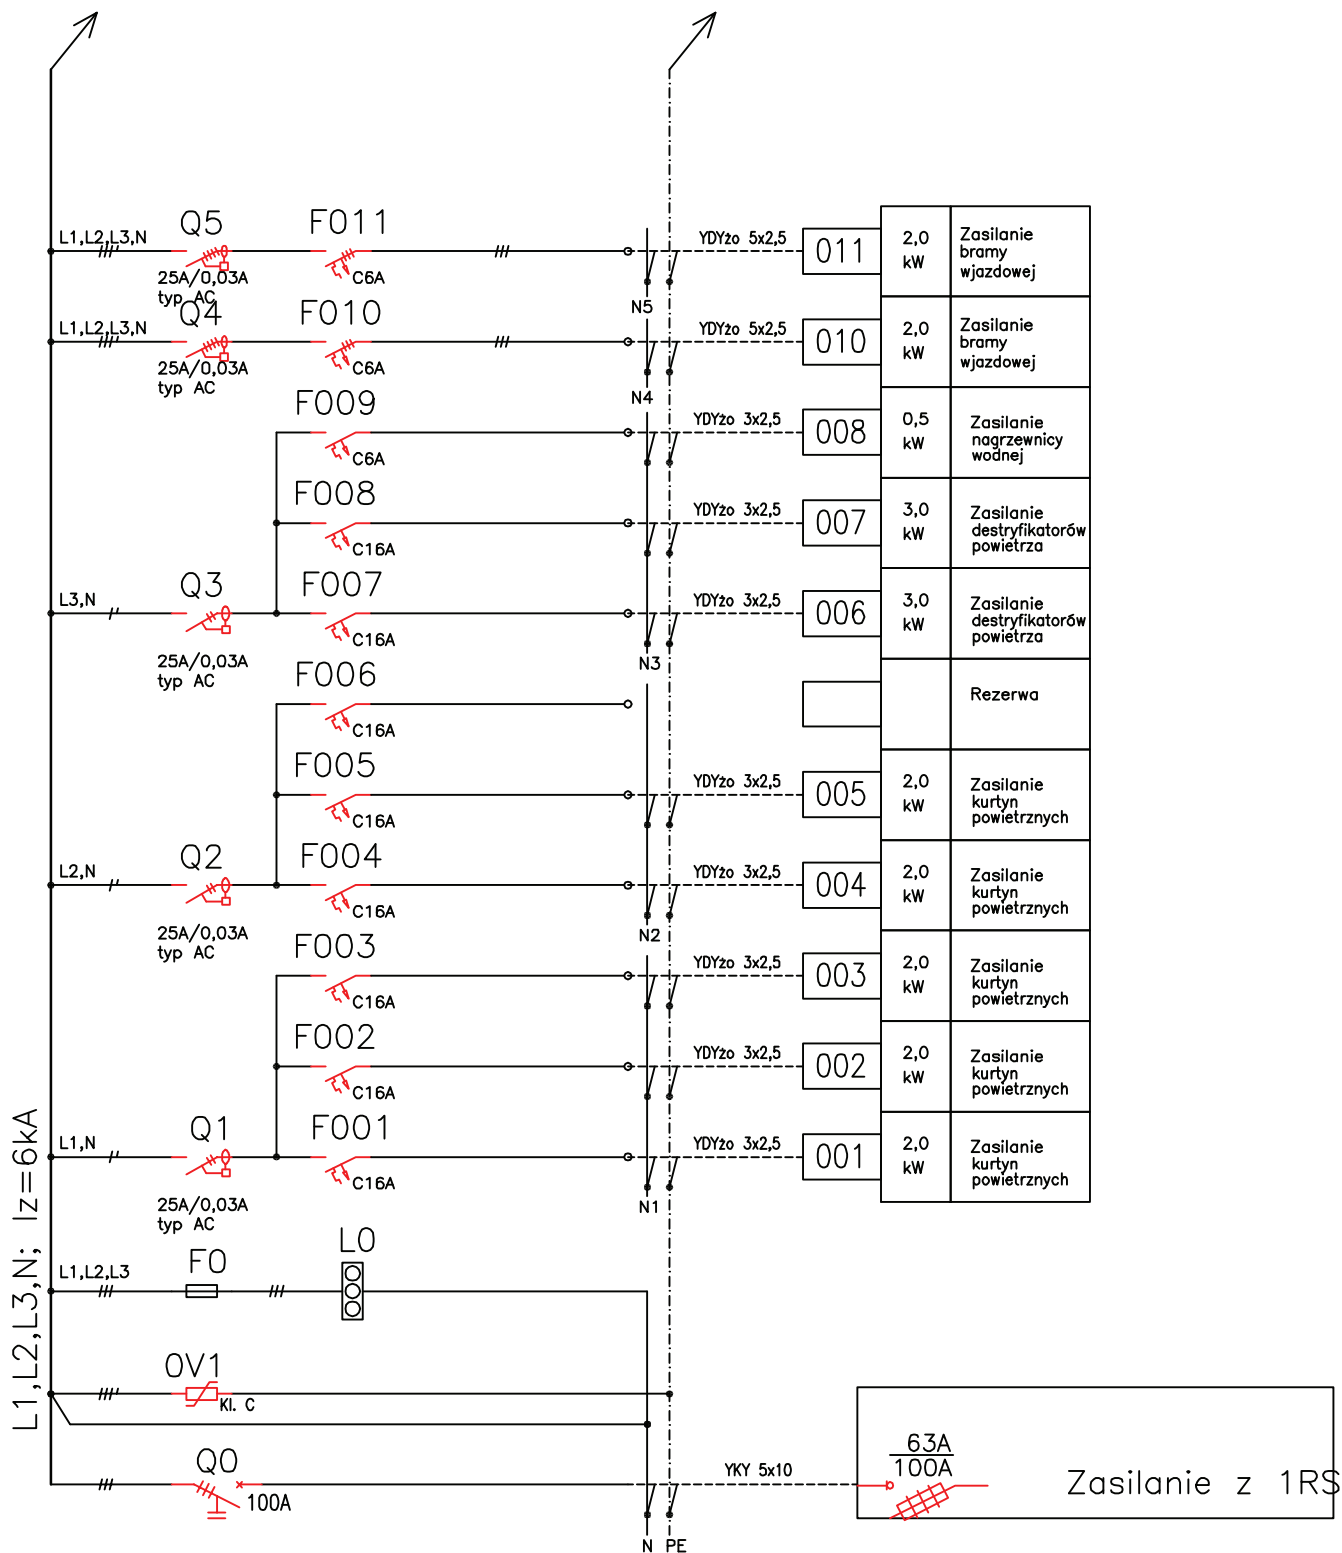 Q5
F011
L1,L2,L3,N
25A/0,03A
typ AC
C6A
N5
YDYżo 5x2,5
011
2,0
kW
Zasilanie
bramy
wjazdowej
Q4
F010
L1,L2,L3,N
25A/0,03A
typ AC
C6A
N4
YDYżo 5x2,5
010
2,0
kW
Zasilanie
bramy
wjazdowej
F009
C6A
YDYżo 3x2,5
008
0,5
kW
Zasilanie
nagrzewnicy
wodnej
F008
C16A
YDYżo 3x2,5
007
3,0
kW
Zasilanie
destryfikatorów
powietrza
Q3
F007
L3,N
25A/0,03A
typ AC
C16A
N3
YDYżo 3x2,5
006
3,0
kW
Zasilanie
destryfikatorów
powietrza
F006
C16A
Rezerwa
F005
C16A
YDYżo 3x2,5
005
2,0
kW
Zasilanie
kurtyn
powietrznych
Q2
F004
L2,N
25A/0,03A
typ AC
C16A
N2
YDYżo 3x2,5
004
2,0
kW
Zasilanie
kurtyn
powietrznych
F003
C16A
YDYżo 3x2,5
003
2,0
kW
Zasilanie
kurtyn
powietrznych
F002
C16A
YDYżo 3x2,5
002
2,0
kW
Zasilanie
kurtyn
powietrznych
Q1
F001
L1,N
25A/0,03A
typ AC
C16A
N1
YDYżo 3x2,5
001
2,0
kW
Zasilanie
kurtyn
powietrznych
L1,L2,L3,N; Iz=6kA
L1,L2,L3
F0
L0
OV1
Kl. C
Q0
100A
YKY 5x10
N PE
63A
100A
Zasilanie z 1RS